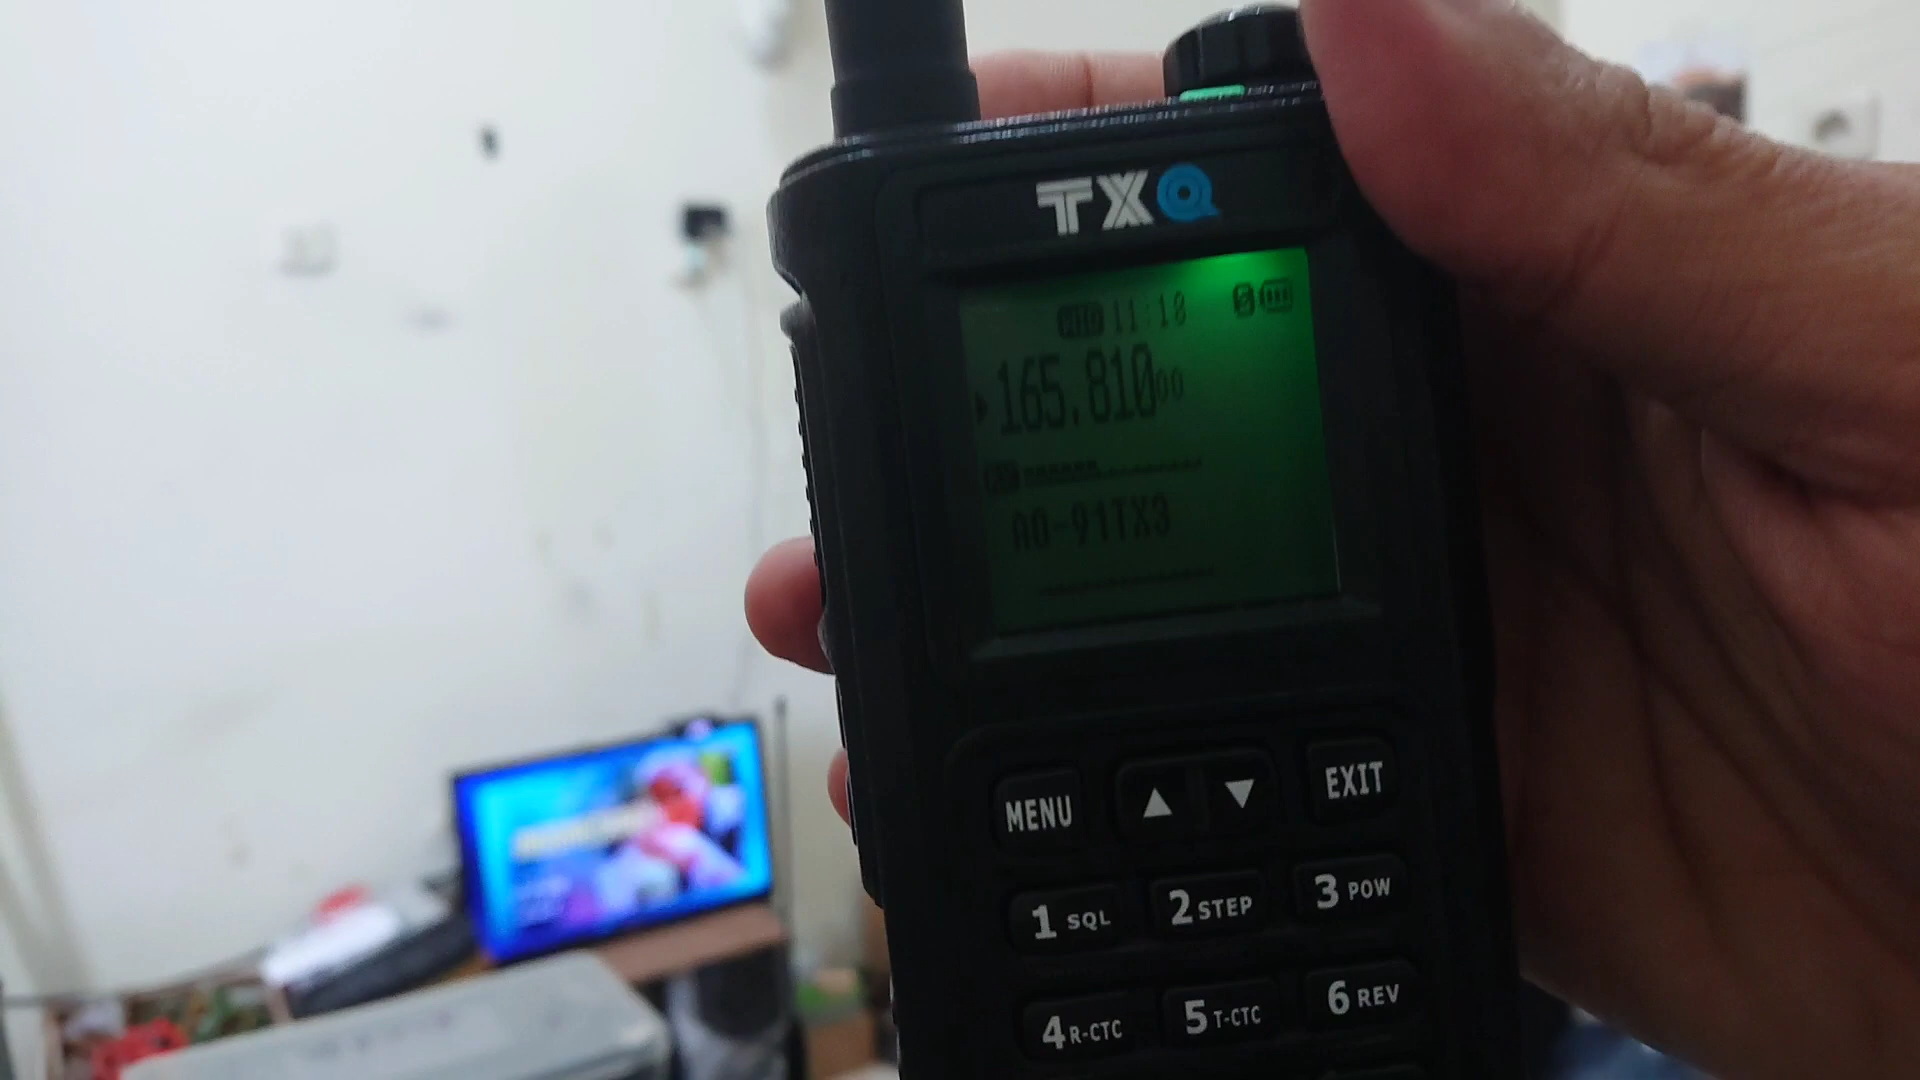 TXQ
11:18
165.81000
AO-91TX3
MENU
▲ ▼
EXIT
1 SQL
2 STEP
3 POW
4 R-CTC
5 T-CTC
6 REV